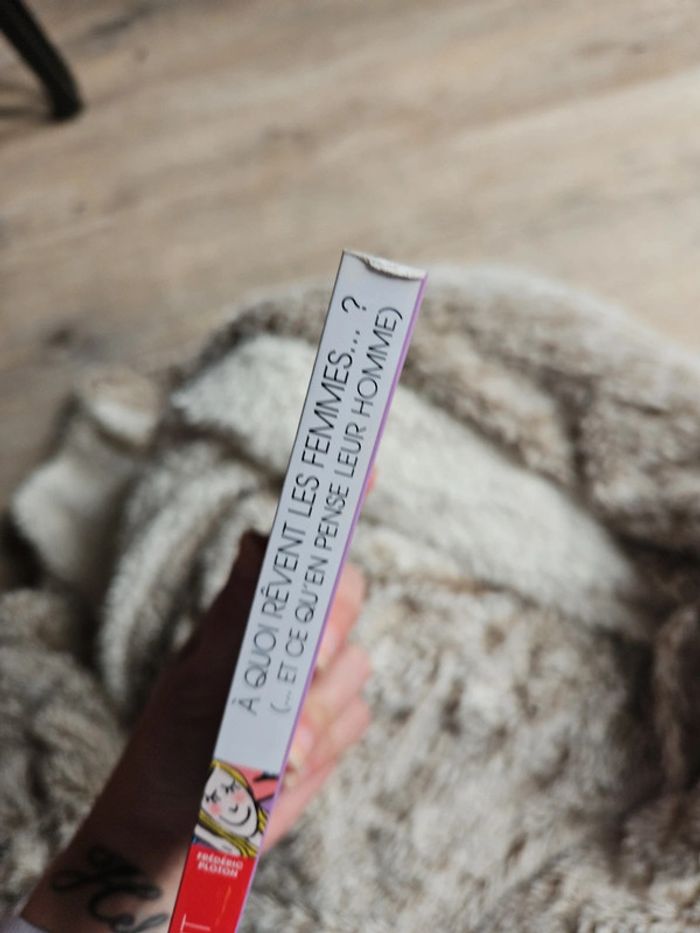 À QUOI RÊVENT LES FEMMES... ?
(... ET CE QU'EN PENSE LEUR HOMME)
FRÉDÉRIC
PLOTON